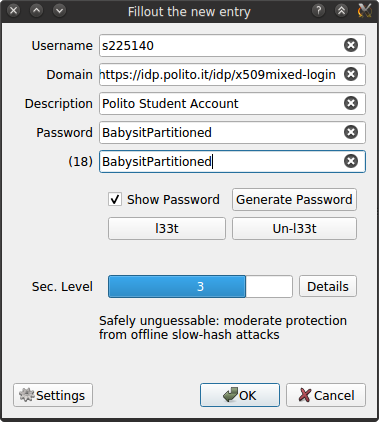 Fillout the new entry
Username s225140
Domain https://idp.polito.it/idp/x509mixed-login
Description Polito Student Account
Password BabysitPartitioned
(18) BabysitPartitioned
Show Password Generate Password
l33t Un-l33t
Sec. Level 3 Details
Safely unguessable: moderate protection
from offline slow-hash attacks
Settings OK Cancel